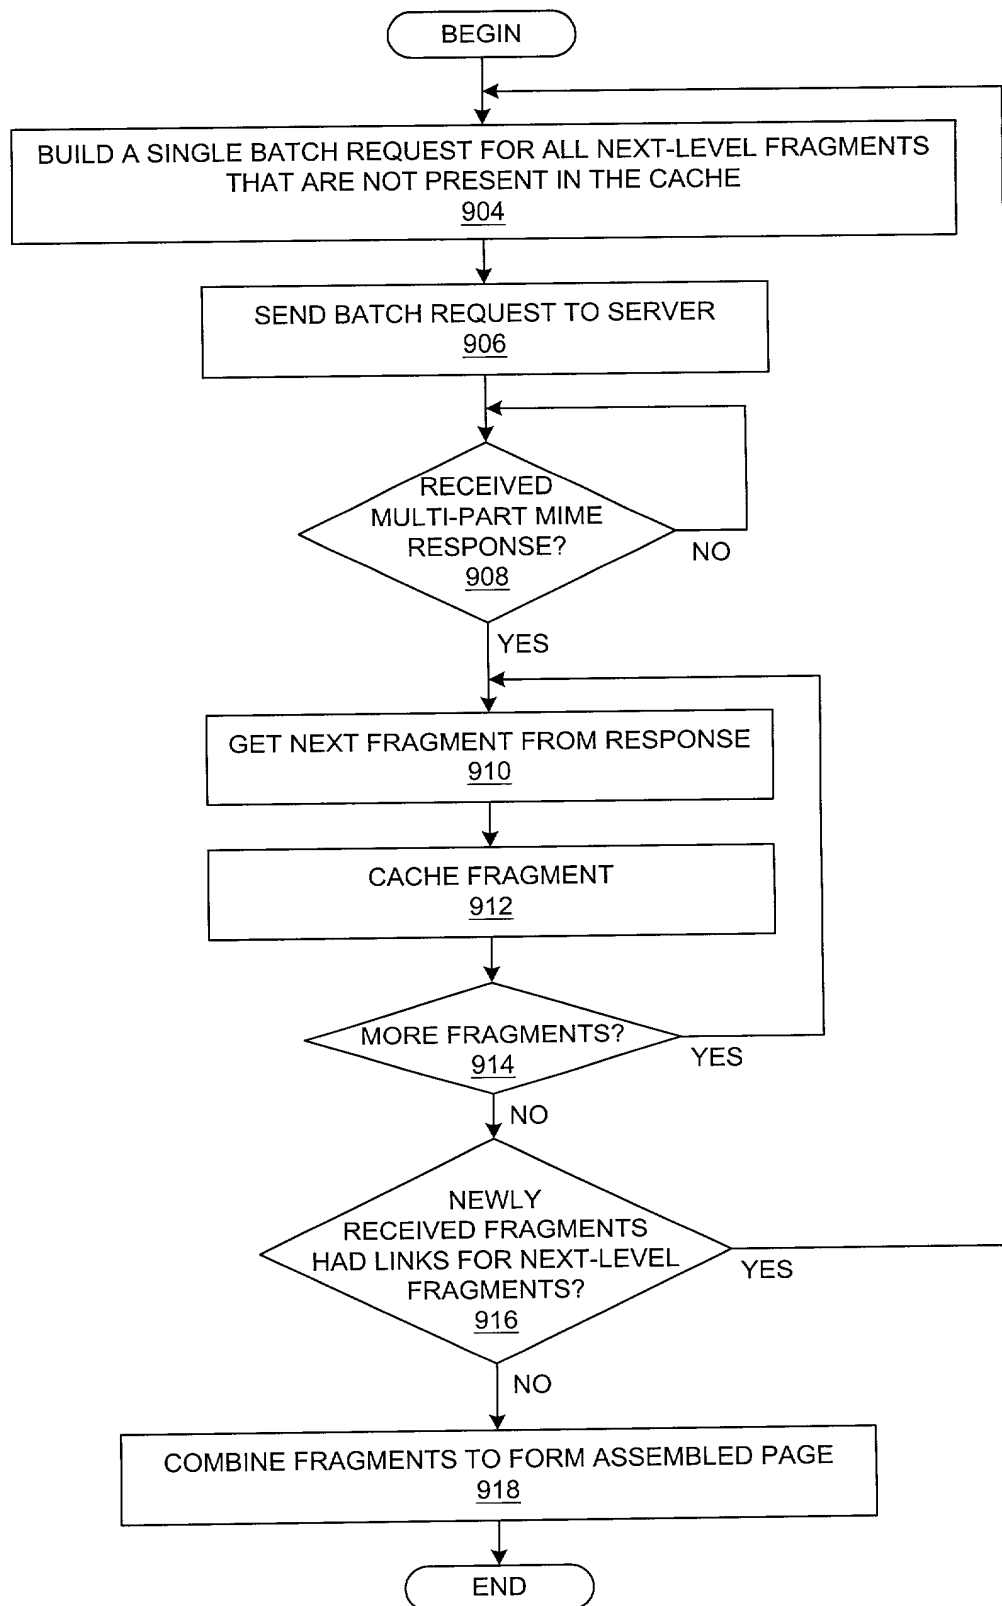 BEGIN
BUILD A SINGLE BATCH REQUEST FOR ALL NEXT-LEVEL FRAGMENTS
THAT ARE NOT PRESENT IN THE CACHE
904
SEND BATCH REQUEST TO SERVER
906
RECEIVED
MULTI-PART MIME
RESPONSE?
908
NO
YES
GET NEXT FRAGMENT FROM RESPONSE
910
CACHE FRAGMENT
912
MORE FRAGMENTS?
914
YES
NO
NEWLY
RECEIVED FRAGMENTS
HAD LINKS FOR NEXT-LEVEL
FRAGMENTS?
916
YES
NO
COMBINE FRAGMENTS TO FORM ASSEMBLED PAGE
918
END